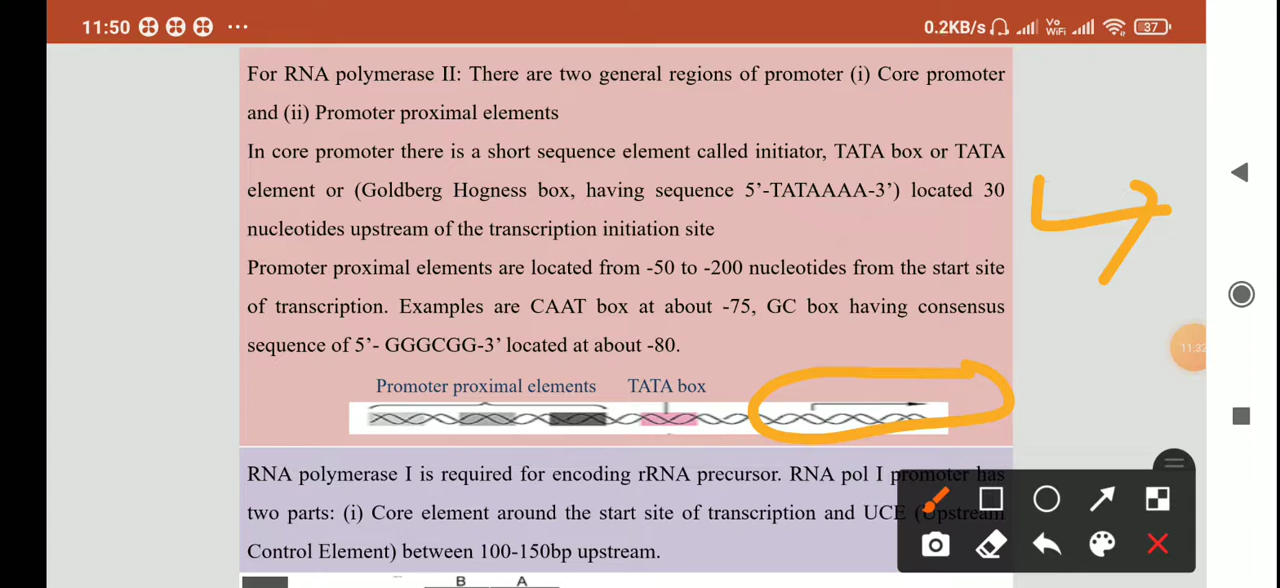 11:50
0.2KB/s
Vo WiFi
37
For RNA polymerase II: There are two general regions of promoter (i) Core promoter
and (ii) Promoter proximal elements
In core promoter there is a short sequence element called initiator, TATA box or TATA
element or (Goldberg Hogness box, having sequence 5’-TATAAAA-3’) located 30
nucleotides upstream of the transcription initiation site
Promoter proximal elements are located from -50 to -200 nucleotides from the start site
of transcription. Examples are CAAT box at about -75, GC box having consensus
sequence of 5’- GGGCGG-3’ located at about -80.
11:32
Promoter proximal elements TATA box
RNA polymerase I is required for encoding rRNA precursor. RNA pol I promoter has
two parts: (i) Core element around the start site of transcription and UCE (Upstream
Control Element) between 100-150bp upstream.
B A